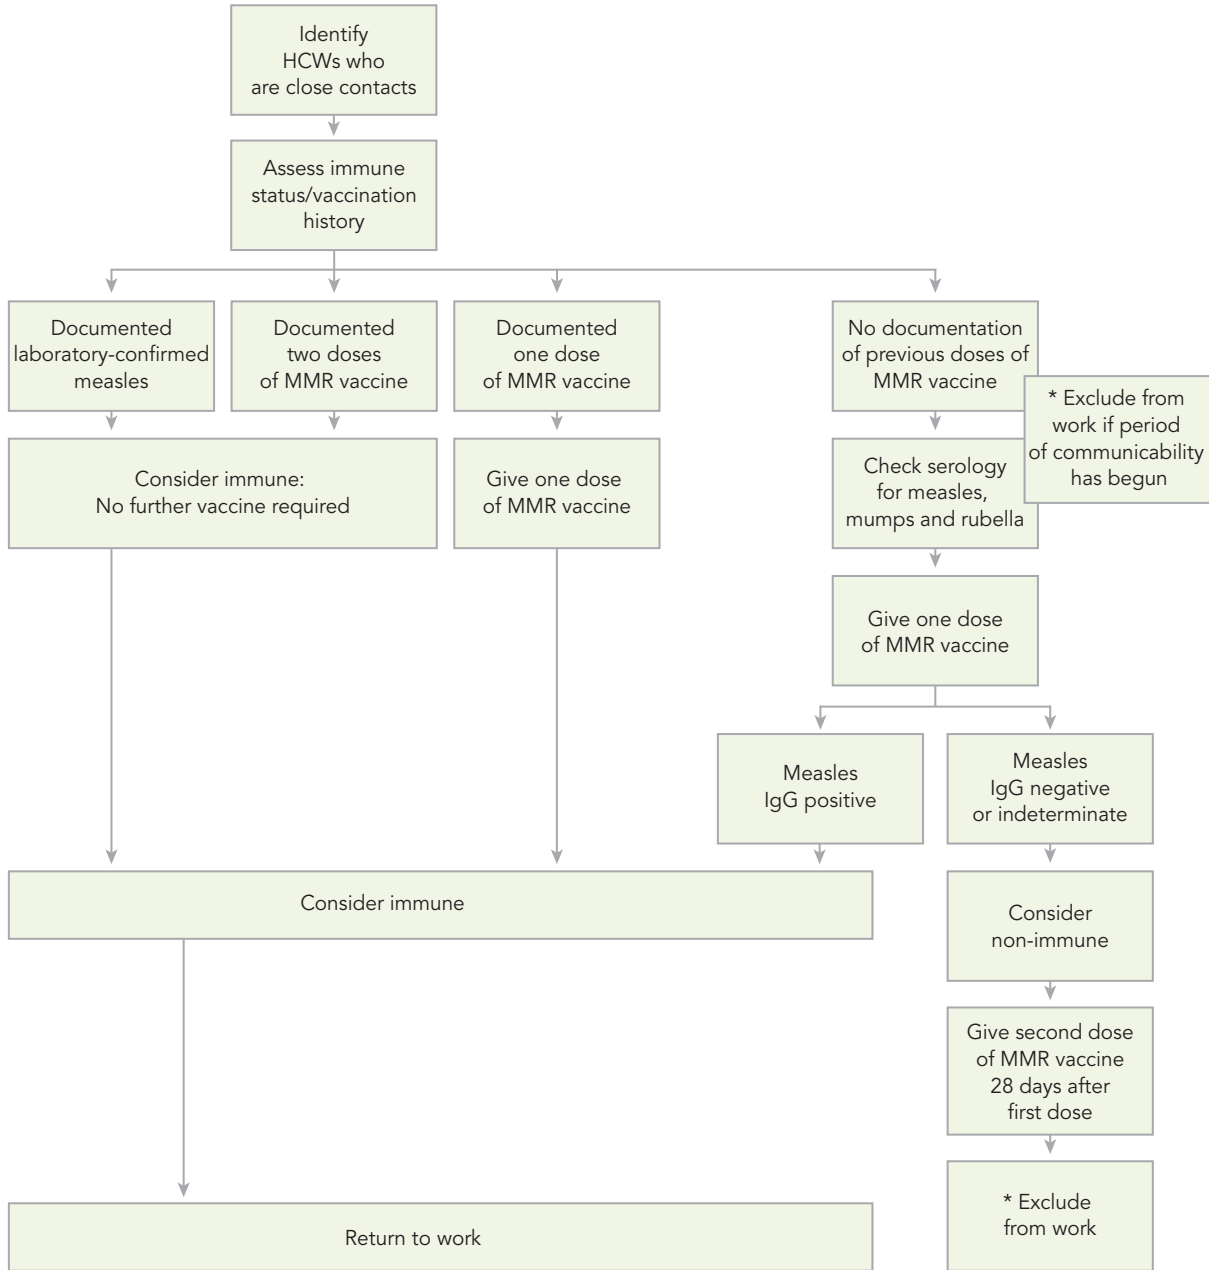 Identify
HCWs who
are close contacts
Assess immune
status/vaccination
history
Documented
laboratory-confirmed
measles
Documented
two doses
of MMR vaccine
Documented
one dose
of MMR vaccine
No documentation
of previous doses of
MMR vaccine
* Exclude from
work if period
of communicability
has begun
Consider immune:
No further vaccine required
Give one dose
of MMR vaccine
Check serology
for measles,
mumps and rubella
Give one dose
of MMR vaccine
Measles
IgG positive
Measles
IgG negative
or indeterminate
Consider immune
Consider
non-immune
Give second dose
of MMR vaccine
28 days after
first dose
Return to work
* Exclude
from work